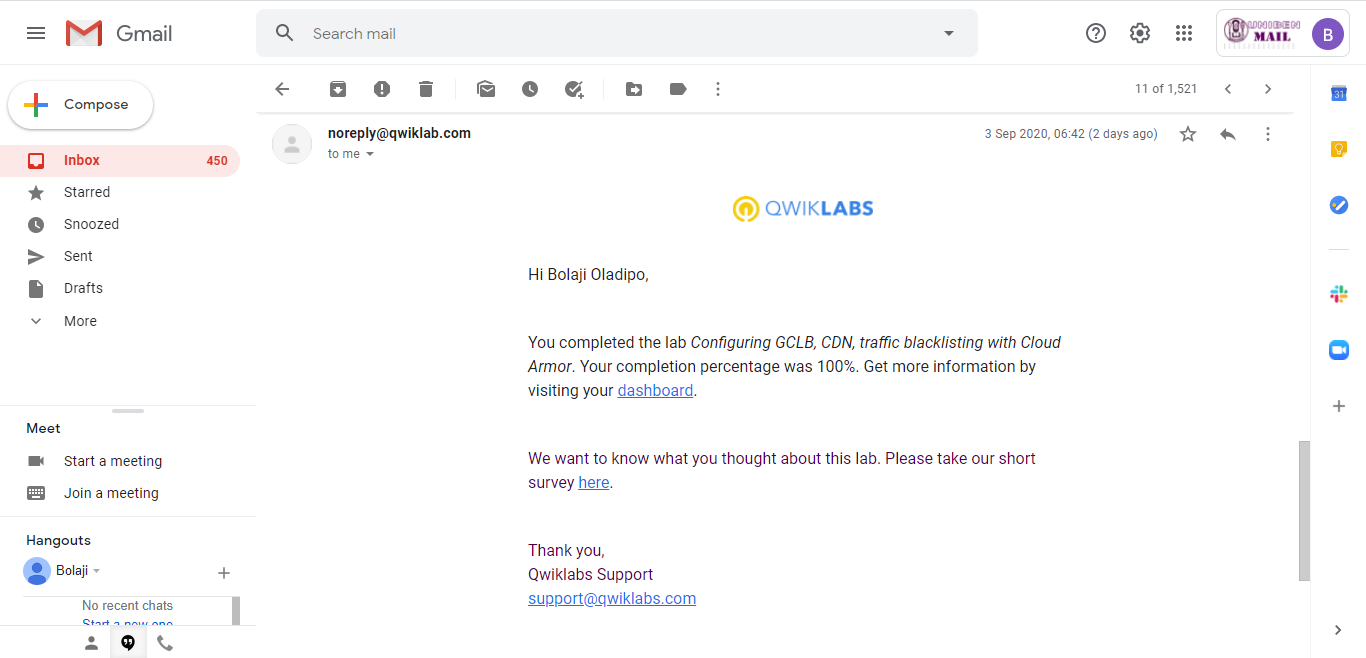 Gmail
Search mail
UNIBEN
MAIL
B
Compose
11 of 1,521
31
Inbox 450
Starred
Snoozed
Sent
Drafts
More
noreply@qwiklab.com
3 Sep 2020, 06:42 (2 days ago)
to me
QWIKLABS
Hi Bolaji Oladipo,
You completed the lab Configuring GCLB, CDN, traffic blacklisting with Cloud
Armor. Your completion percentage was 100%. Get more information by
visiting your dashboard.
We want to know what you thought about this lab. Please take our short
survey here.
Thank you,
Qwiklabs Support
support@qwiklabs.com
Meet
Start a meeting
Join a meeting
Hangouts
Bolaji
No recent chats
Start a new one